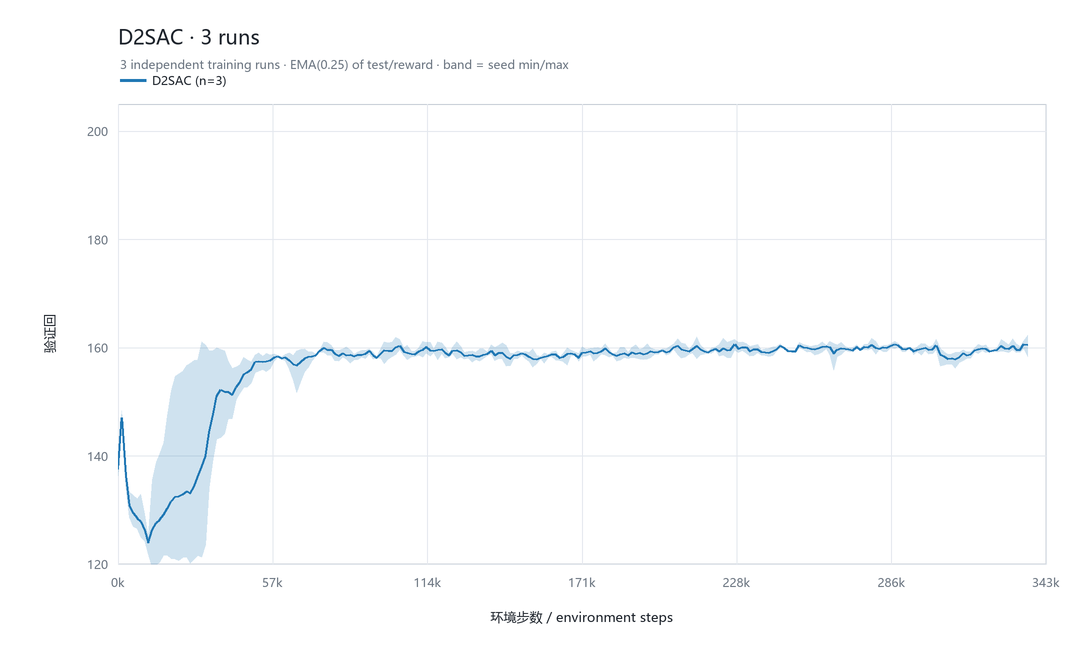 D2SAC · 3 runs
3 independent training runs · EMA(0.25) of test/reward · band = seed min/max
D2SAC (n=3)
200
180
160
140
120
验证回
0k
57k
114k
171k
228k
286k
343k
环境步数 / environment steps